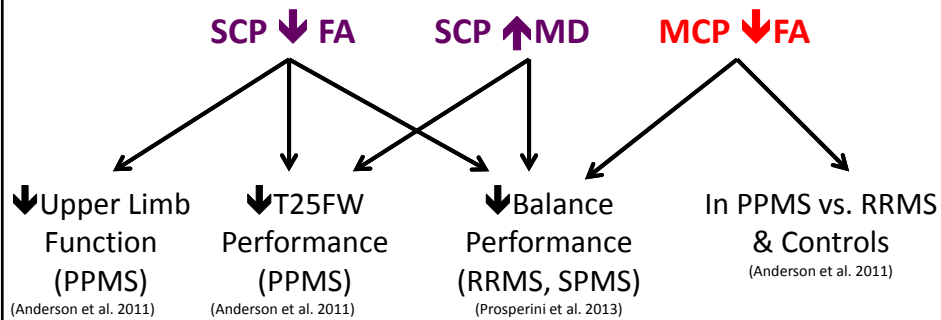 SCP ↓ FA
SCP ↑ MD
MCP ↓ FA
↓Upper Limb
Function
(PPMS)
(Anderson et al. 2011)
↓T25FW
Performance
(PPMS)
(Anderson et al. 2011)
↓Balance
Performance
(RRMS, SPMS)
(Prosperini et al. 2013)
In PPMS vs. RRMS
& Controls
(Anderson et al. 2011)